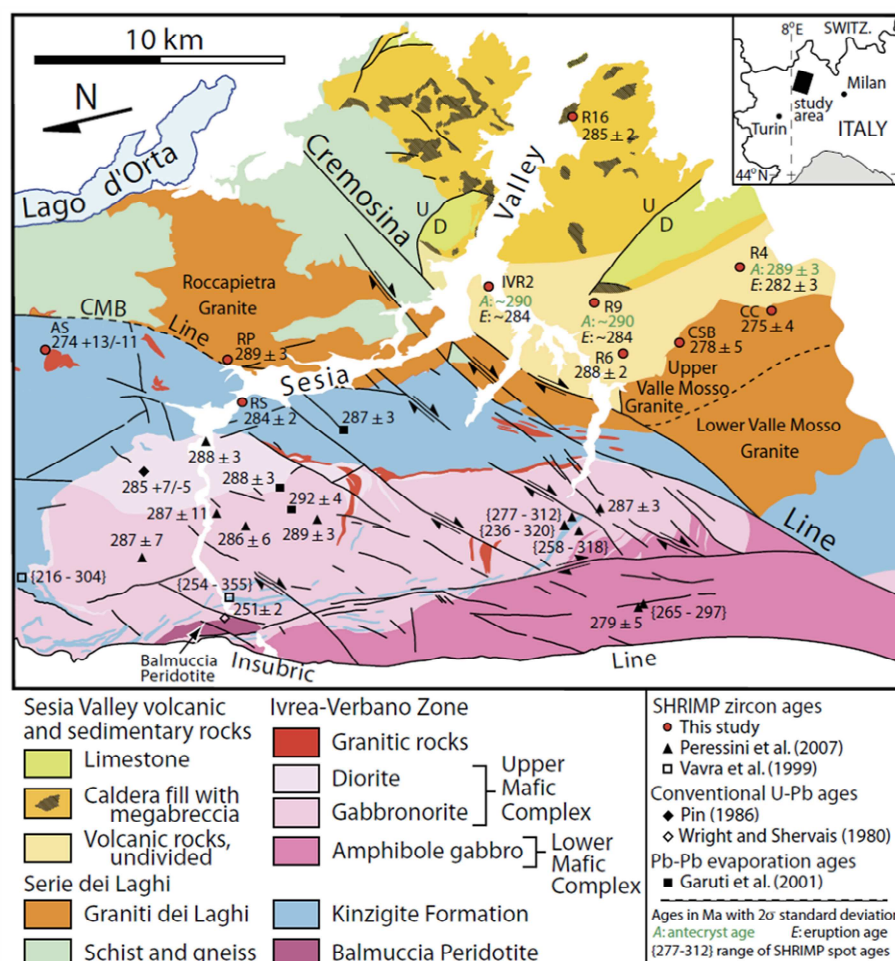 10 km
N
Lago d'Orta
Cremosina
Valley
R16
285 ± 2
8°E
SWITZ.
Milan
study
area
Turin
ITALY
44°N
U
D
U
D
Roccapietra
Granite
IVR2
A: ~290
E: ~284
R9
A: ~290
E: ~284
R4
A: 289 ± 3
E: 282 ± 3
CC
275 ± 4
CSB
278 ± 5
R6
288 ± 2
Upper
Valle Mosso
Granite
Lower Valle Mosso
Granite
CMB
Line
AS
274 +13/-11
RP
289 ± 3
Sesia
RS
284 ± 2
287 ± 3
288 ± 3
285 +7/-5
288 ± 3
292 ± 4
287 ± 11
289 ± 3
286 ± 6
287 ± 7
{277 - 312}
{236 - 320}
{258 - 318}
287 ± 3
Line
{216 - 304}
{254 - 355}
251 ± 2
279 ± 5
{265 - 297}
Balmuccia
Peridotite
Insubric
Line
Sesia Valley volcanic
and sedimentary rocks
Limestone
Caldera fill with
megabreccia
Volcanic rocks,
undivided
Serie dei Laghi
Graniti dei Laghi
Schist and gneiss
Ivrea-Verbano Zone
Granitic rocks
Diorite
Gabbronorite
Upper
Mafic
Complex
Amphibole gabbro
Lower
Mafic
Complex
Kinzigite Formation
Balmuccia Peridotite
SHRIMP zircon ages
This study
Peressini et al. (2007)
Vavra et al. (1999)
Conventional U-Pb ages
Pin (1986)
Wright and Shervais (1980)
Pb-Pb evaporation ages
Garuti et al. (2001)
Ages in Ma with 2σ standard deviation
A: antecryst age E: eruption age
{277-312} range of SHRIMP spot ages